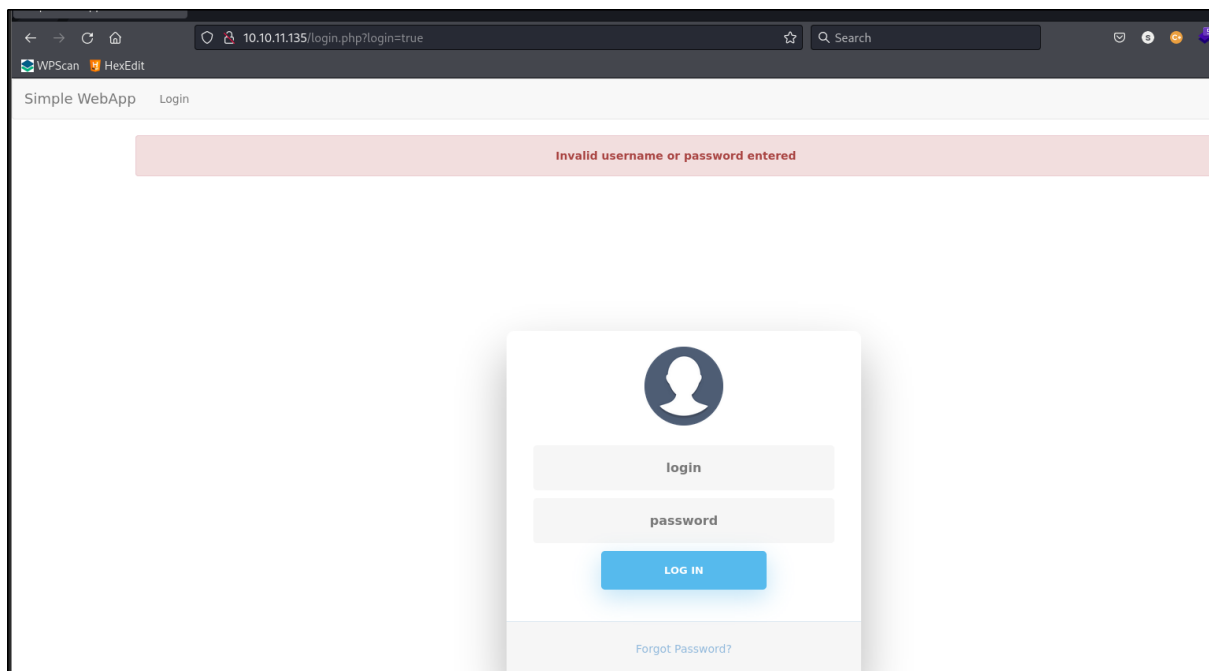 10.10.11.135/login.php?login=true
Search
WPScan HexEdit
Simple WebApp Login
Invalid username or password entered
login
password
LOG IN
Forgot Password?